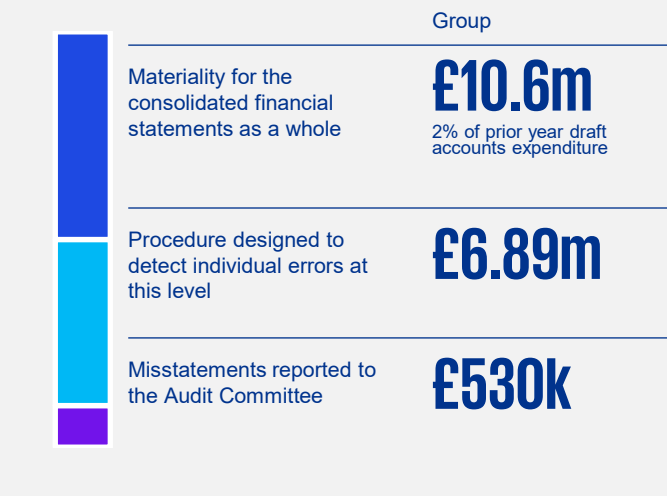 Group
Materiality for the
consolidated financial
statements as a whole
£10.6m
2% of prior year draft
accounts expenditure
Procedure designed to
detect individual errors at
this level
£6.89m
Misstatements reported to
the Audit Committee
£530k